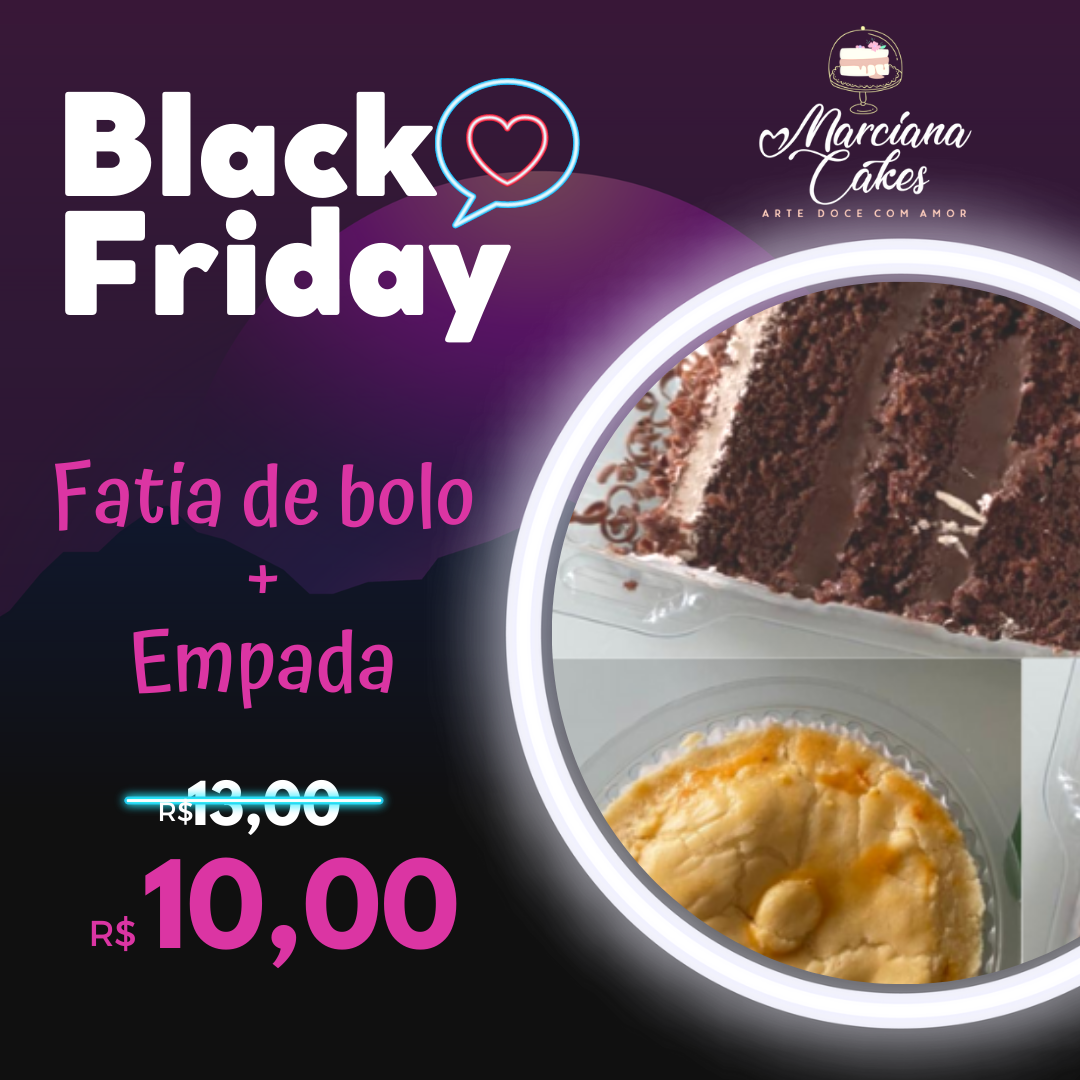 Black
Friday
Marciana
Cakes
ARTE DOCE COM AMOR
Fatia de bolo
+
Empada
R$13,00
R$10,00